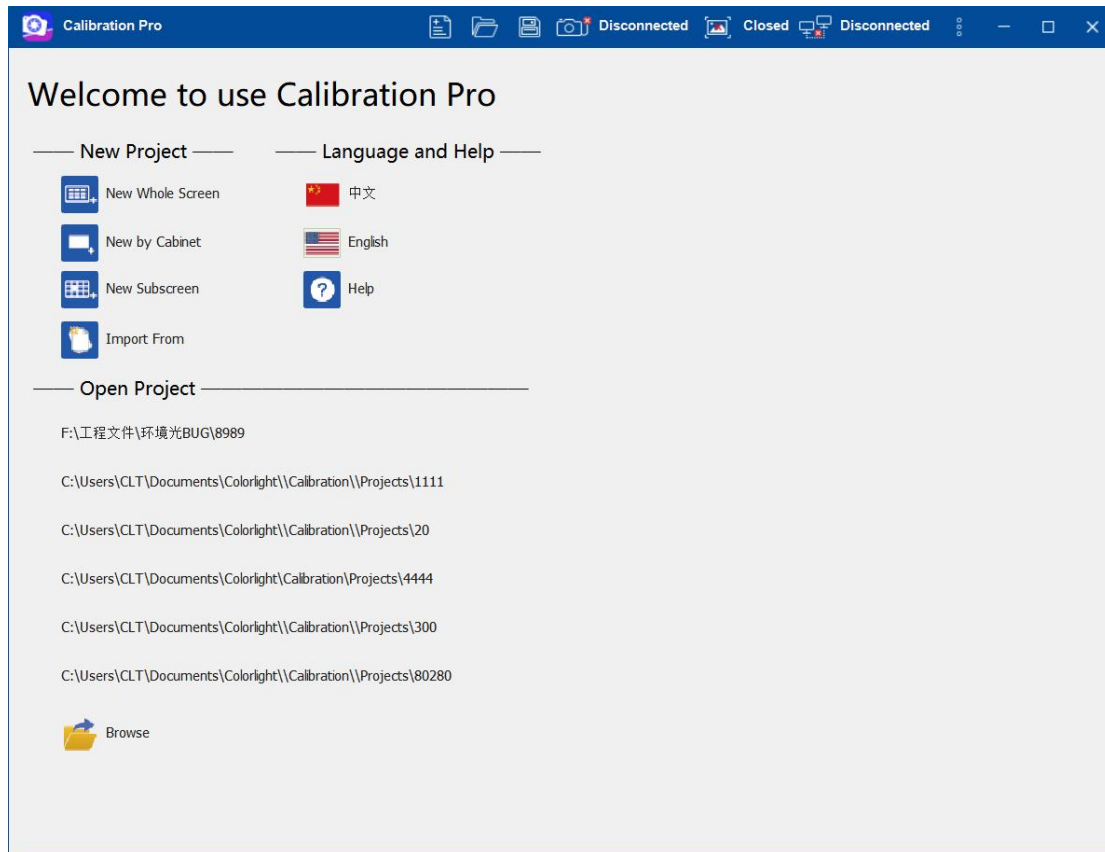 Calibration Pro
Disconnected
Closed
Disconnected
Welcome to use Calibration Pro
New Project
New Whole Screen
New by Cabinet
New Subscreen
Import From
Language and Help
中文
English
Help
Open Project
F:\工程文件\环境光BUG\8989
C:\Users\CLT\Documents\Colorlight\\Calibration\\Projects\1111
C:\Users\CLT\Documents\Colorlight\\Calibration\\Projects\20
C:\Users\CLT\Documents\Colorlight\Calibration\Projects\4444
C:\Users\CLT\Documents\Colorlight\\Calibration\\Projects\300
C:\Users\CLT\Documents\Colorlight\\Calibration\\Projects\80280
Browse